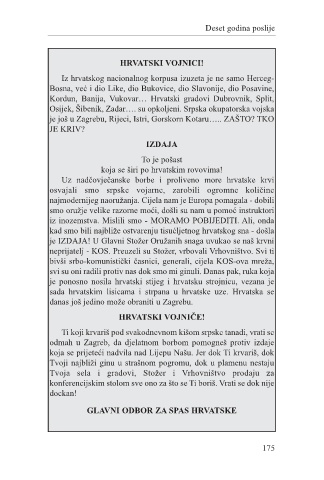 Deset godina poslije
HRVATSKI VOJNICI!
Iz hrvatskog nacionalnog korpusa izuzeta je ne samo Herceg-
Bosna, već i dio Like, dio Bukovice, dio Slavonije, dio Posavine,
Kordun, Banija, Vukovar… Hrvatski gradovi Dubrovnik, Split,
Osijek, Šibenik, Zadar…. su opkoljeni. Srpska okupatorska vojska
je još u Zagrebu, Rijeci, Istri, Gorskom Kotaru….. ZAŠTO? TKO
JE KRIV?
IZDAJA
To je pošast
koja se širi po hrvatskim rovovima!
Uz nadčovječanske borbe i proliveno more hrvatske krvi
osvajali smo srpske vojarne, zarobili ogromne količine
najmodernijeg naoružanja. Cijela nam je Europa pomagala - dobili
smo oružje velike razorne moći, došli su nam u pomoć instruktori
iz inozemstva. Mislili smo - MORAMO POBIJEDITI. Ali, onda
kad smo bili najbliže ostvarenju tisućljetnog hrvatskog sna - došla
je IZDAJA! U Glavni Stožer Oružanih snaga uvukao se naš krvni
neprijatelj - KOS. Preuzeli su Stožer, vrbovali Vrhovništvo. Svi ti
bivši srbo-komunistički časnici, generali, cijela KOS-ova mreža,
svi su oni radili protiv nas dok smo mi ginuli. Danas pak, ruka koja
je ponosno nosila hrvatski stijeg i hrvatsku strojnicu, vezana je
sada hrvatskim lisicama i strpana u hrvatske uze. Hrvatska se
danas još jedino može obraniti u Zagrebu.
HRVATSKI VOJNIČE!
Ti koji krvariš pod svakodnevnom kišom srpske tanadi, vrati se
odmah u Zagreb, da djelatnom borbom pomogneš protiv izdaje
koja se prijeteći nadvila nad Lijepu Našu. Jer dok Ti krvariš, dok
Tvoji najbliži ginu u strašnom pogromu, dok u plamenu nestaju
Tvoja sela i gradovi, Stožer i Vrhovništvo prodaju za
konferencijskim stolom sve ono za što se Ti boriš. Vrati se dok nije
dockan!
GLAVNI ODBOR ZA SPAS HRVATSKE
175